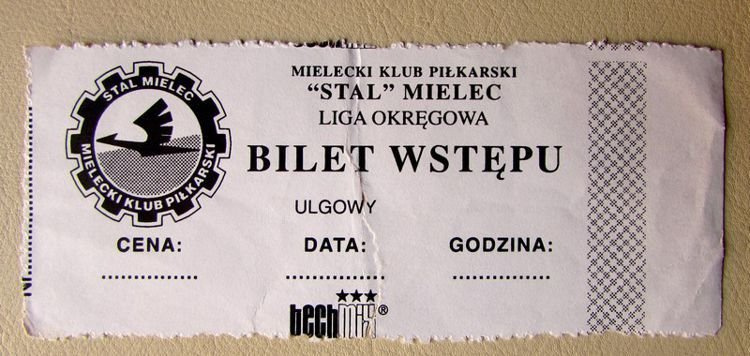 STAL MIELEC
MIELECKI KLUB PIŁKARSKI
MIELECKI KLUB PIŁKARSKI
“STAL” MIELEC
LIGA OKRĘGOWA
BILET WSTĘPU
ULGOWY
CENA: DATA: GODZINA:
.............. .............. ..............
Nr..............
techmix®